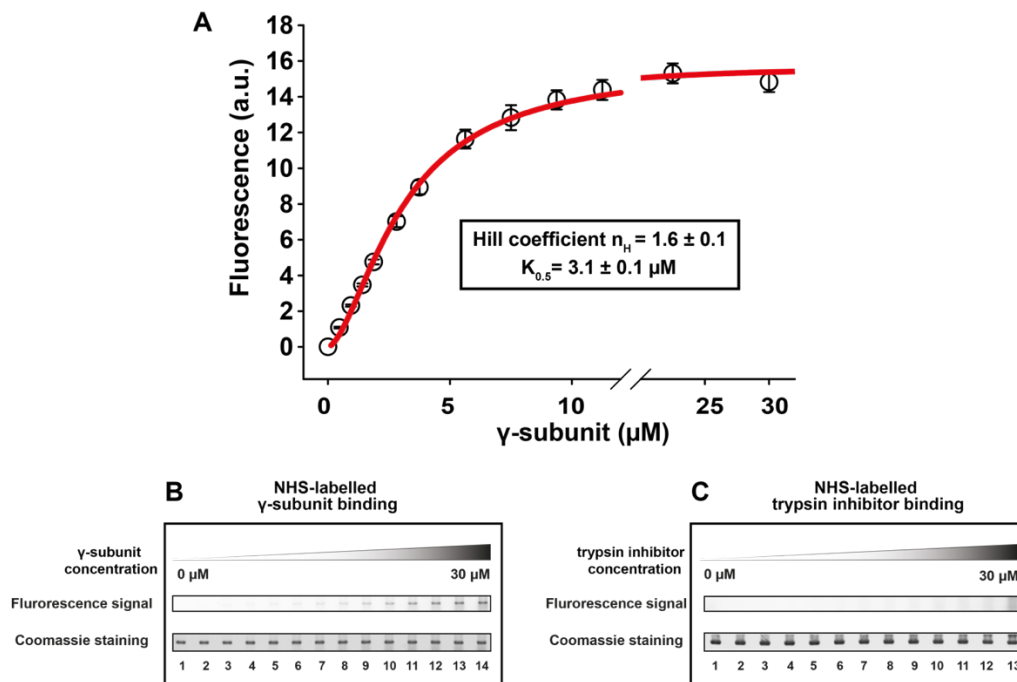 A
18
16
14
12
10
8
6
4
2
0
Fluorescence (a.u.)
Hill coefficient nH = 1.6 ± 0.1
K0.5 = 3.1 ± 0.1 µM
0 5 10 25 30
γ-subunit (µM)
B
NHS-labelled
γ-subunit binding
γ-subunit
concentration
0 µM 30 µM
Flurorescence signal
Coomassie staining
1 2 3 4 5 6 7 8 9 10 11 12 13 14
C
NHS-labelled
trypsin inhibitor binding
trypsin inhibitor
concentration
0 µM 30 µM
Flurorescence signal
Coomassie staining
1 2 3 4 5 6 7 8 9 10 11 12 13